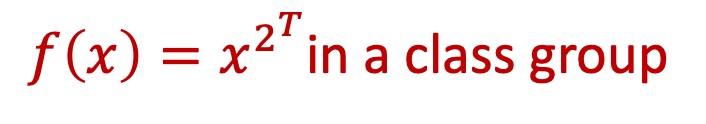 f(x) = x^{2^T} in a class group